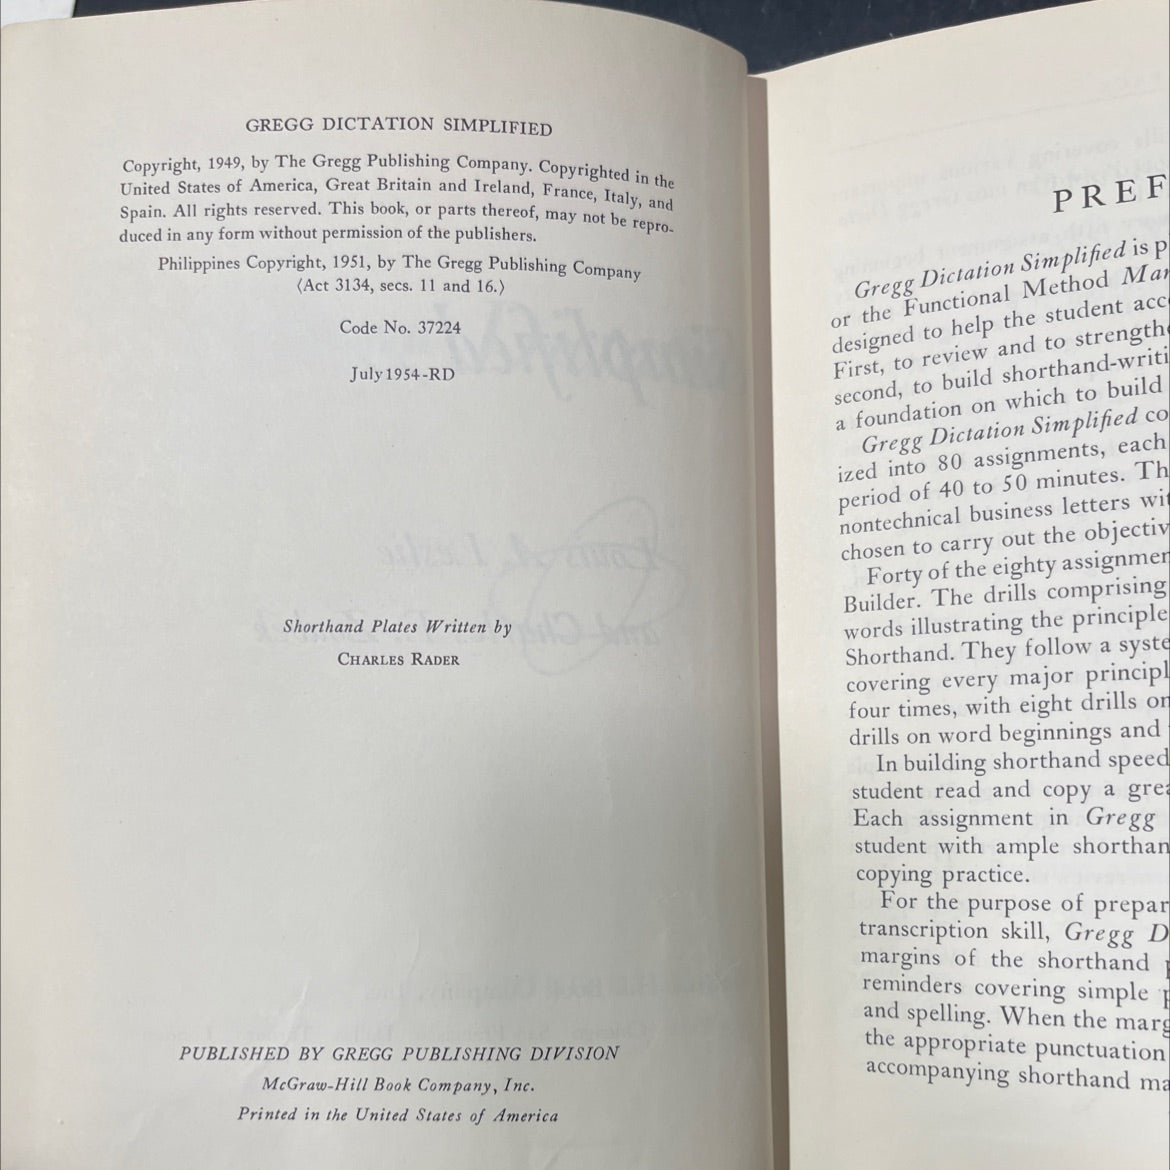 GREGG DICTATION SIMPLIFIED
Copyright, 1949, by The Gregg Publishing Company. Copyrighted in the
United States of America, Great Britain and Ireland, France, Italy, and
Spain. All rights reserved. This book, or parts thereof, may not be repro-
duced in any form without permission of the publishers.
Philippines Copyright, 1951, by The Gregg Publishing Company
(Act 3134, secs. 11 and 16.)
Code No. 37224
July 1954-RD
Shorthand Plates Written by
CHARLES RADER
PUBLISHED BY GREGG PUBLISHING DIVISION
McGraw-Hill Book Company, Inc.
Printed in the United States of America
PREF
Gregg Dictation Simplified is p
or the Functional Method Man
designed to help the student acc
First, to review and to strengthe
second, to build shorthand-writi
a foundation on which to build
Gregg Dictation Simplified co
ized into 80 assignments, each
period of 40 to 50 minutes. Th
nontechnical business letters wit
chosen to carry out the objectiv
Forty of the eighty assignmen
Builder. The drills comprising
words illustrating the principle
Shorthand. They follow a syste
covering every major principl
four times, with eight drills on
drills on word beginnings and
In building shorthand speed
student read and copy a grea
Each assignment in Gregg
student with ample shorthan
copying practice.
For the purpose of prepar
transcription skill, Gregg D
margins of the shorthand p
reminders covering simple p
and spelling. When the marg
the appropriate punctuation
accompanying shorthand ma